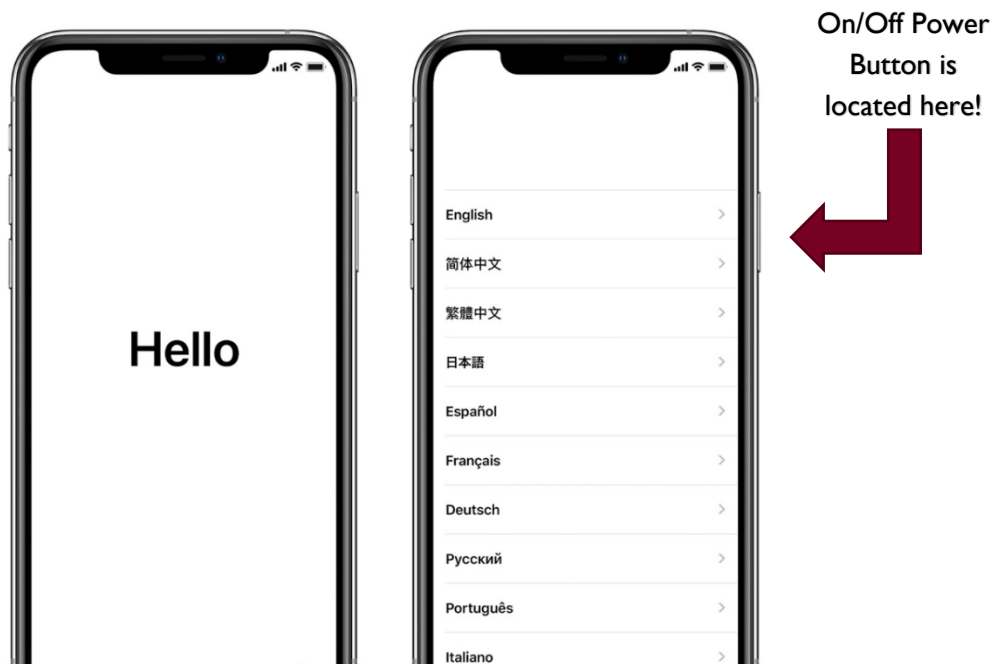 Hello
English
简体中文
繁體中文
日本語
Español
Français
Deutsch
Русский
Português
Italiano
On/Off Power
Button is
located here!